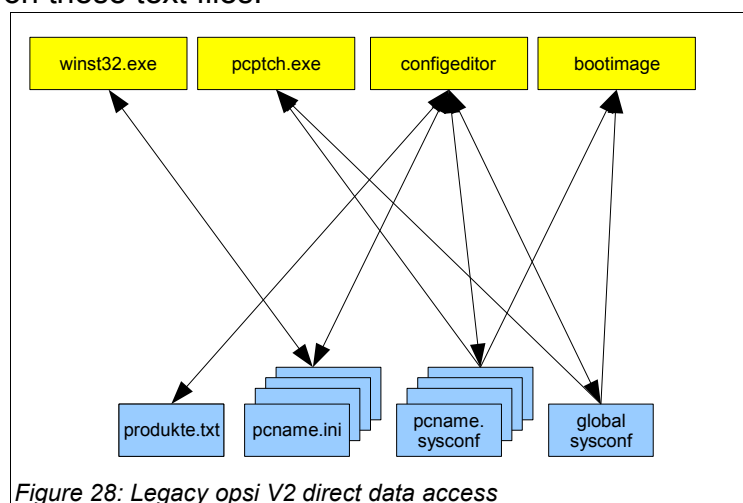 on these text files.
winst32.exe
pcptch.exe
configeditor
bootimage
produkte.txt
pcname.ini
pcname.
sysconf
global
sysconf
Figure 28: Legacy opsi V2 direct data access